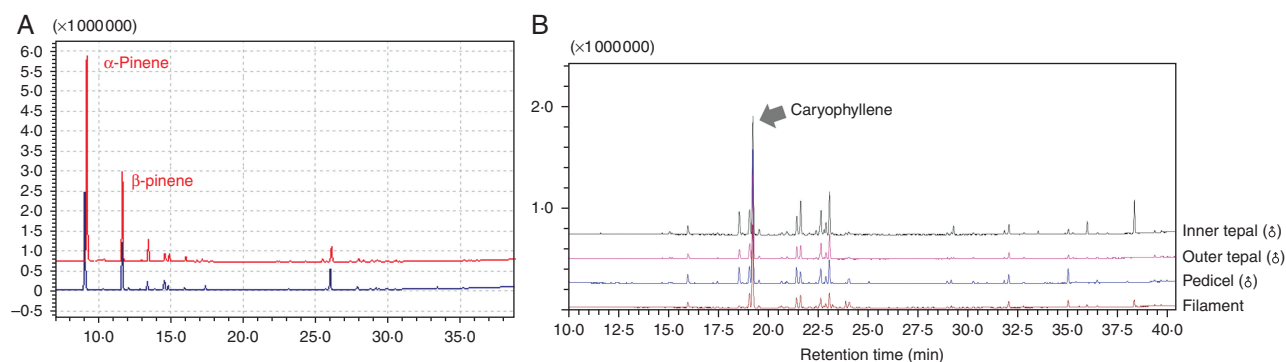 A
(×1000000)
6·0
5·5
5·0
4·5
4·0
3·5
3·0
2·5
2·0
1·5
1·0
0·5
0
−0·5
α-Pinene
β-pinene
10·0 15·0 20·0 25·0 30·0 35·0
B
(×1000000)
2·0
1·0
Caryophyllene
Inner tepal (♂)
Outer tepal (♂)
Pedicel (♂)
Filament
10·0 12·5 15·0 17·5 20·0 22·5 25·0 27·5 30·0 32·5 35·0 37·5 40·0
Retention time (min)